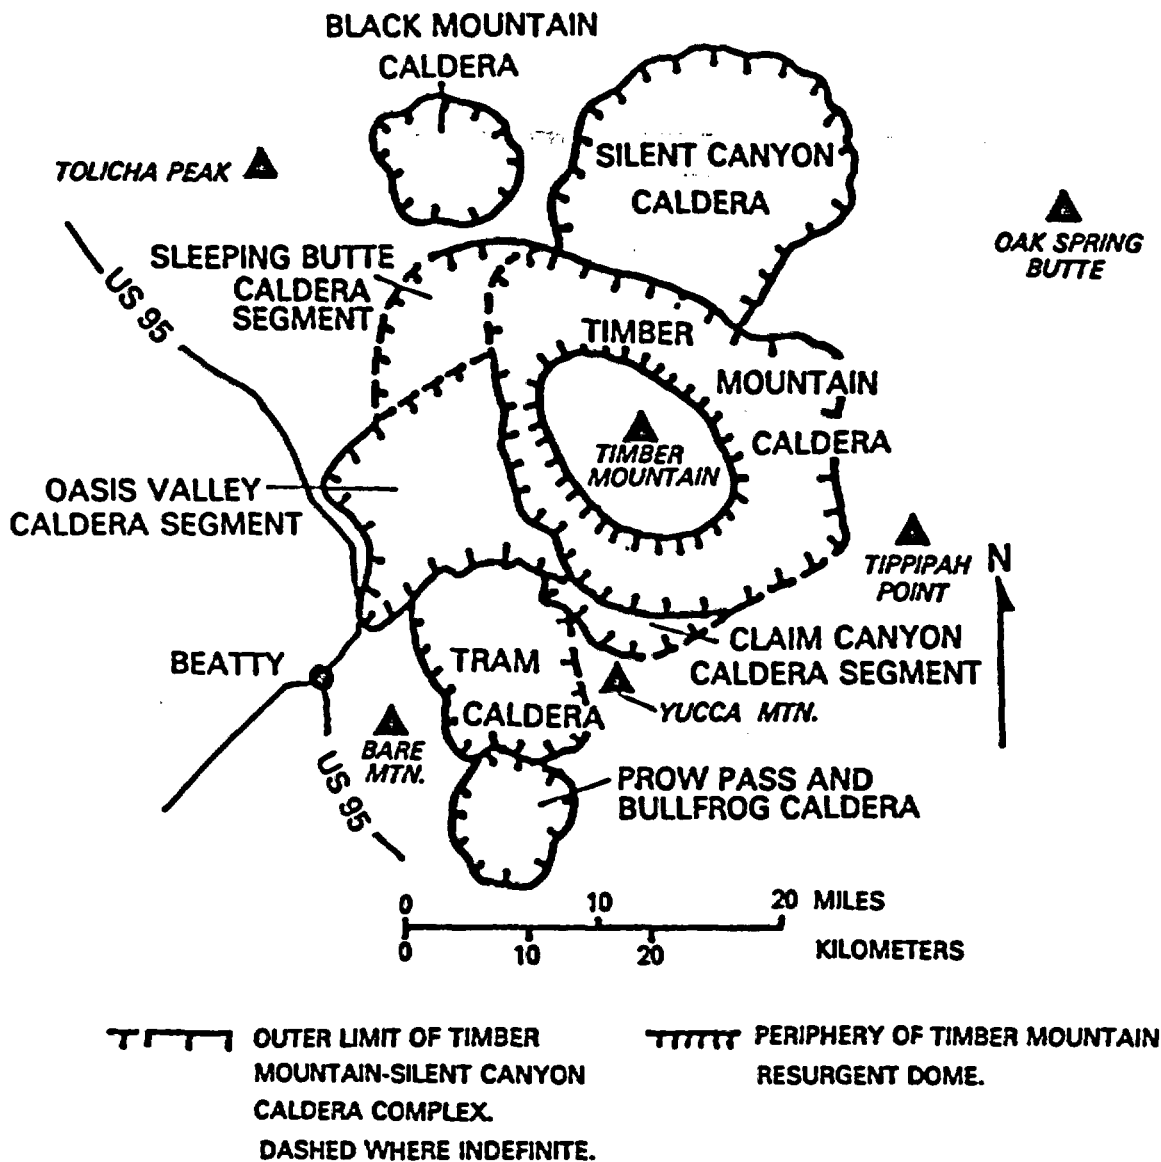 BLACK MOUNTAIN
CALDERA
SILENT CANYON
CALDERA
TOLICHA PEAK
OAK SPRING
BUTTE
SLEEPING BUTTE
CALDERA
SEGMENT
US 95
TIMBER
MOUNTAIN
CALDERA
TIMBER
MOUNTAIN
OASIS VALLEY
CALDERA SEGMENT
TIPPIPAH
POINT
N
CLAIM CANYON
CALDERA SEGMENT
BEATTY
TRAM
CALDERA
YUCCA MTN.
BARE
MTN.
US 95
PROW PASS AND
BULLFROG CALDERA
0 10 20 MILES
0 10 20 KILOMETERS
OUTER LIMIT OF TIMBER
MOUNTAIN-SILENT CANYON
CALDERA COMPLEX.
DASHED WHERE INDEFINITE.
PERIPHERY OF TIMBER MOUNTAIN
RESURGENT DOME.